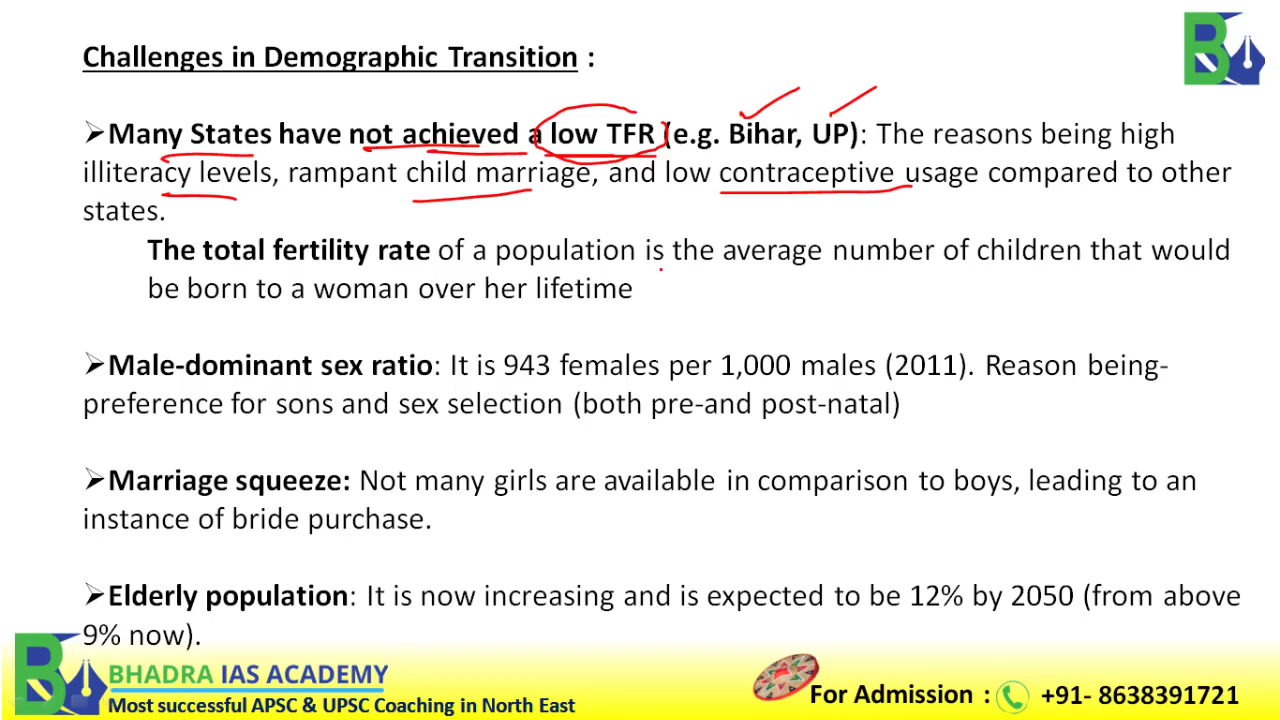 Challenges in Demographic Transition :
➢Many States have not achieved a low TFR (e.g. Bihar, UP): The reasons being high
illiteracy levels, rampant child marriage, and low contraceptive usage compared to other
states.
The total fertility rate of a population is the average number of children that would
be born to a woman over her lifetime
➢Male-dominant sex ratio: It is 943 females per 1,000 males (2011). Reason being-
preference for sons and sex selection (both pre-and post-natal)
➢Marriage squeeze: Not many girls are available in comparison to boys, leading to an
instance of bride purchase.
➢Elderly population: It is now increasing and is expected to be 12% by 2050 (from above
9% now).
BHADRA IAS ACADEMY
Most successful APSC & UPSC Coaching in North East
For Admission : +91- 8638391721